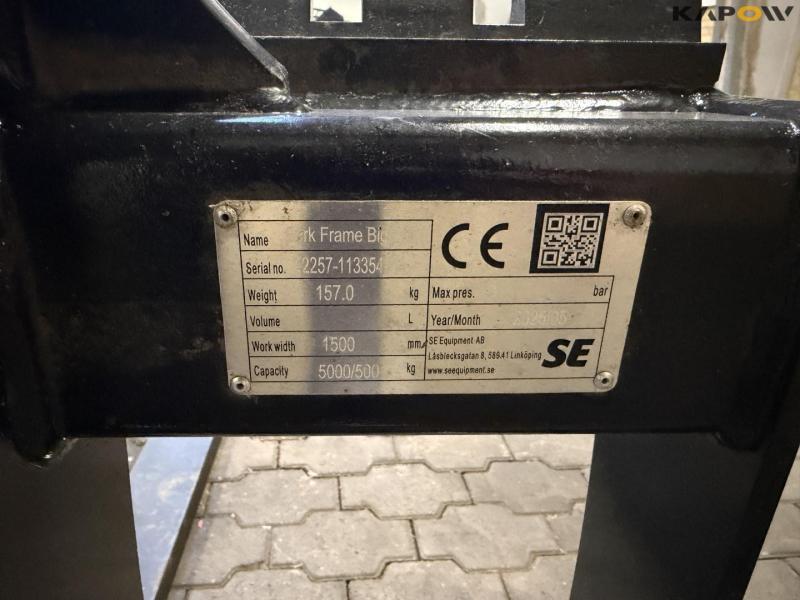 KAPOW
Name Frame
CE
Serial no. 2257-113354
Weight 157.0 kg
Max pres. bar
Volume L
Year/Month
Work width 1500 mm
Capacity 5000/500 kg
SE Equipment AB
Låsblecksgatan 8, 589 41 Linköping
www.seequipment.se
SE